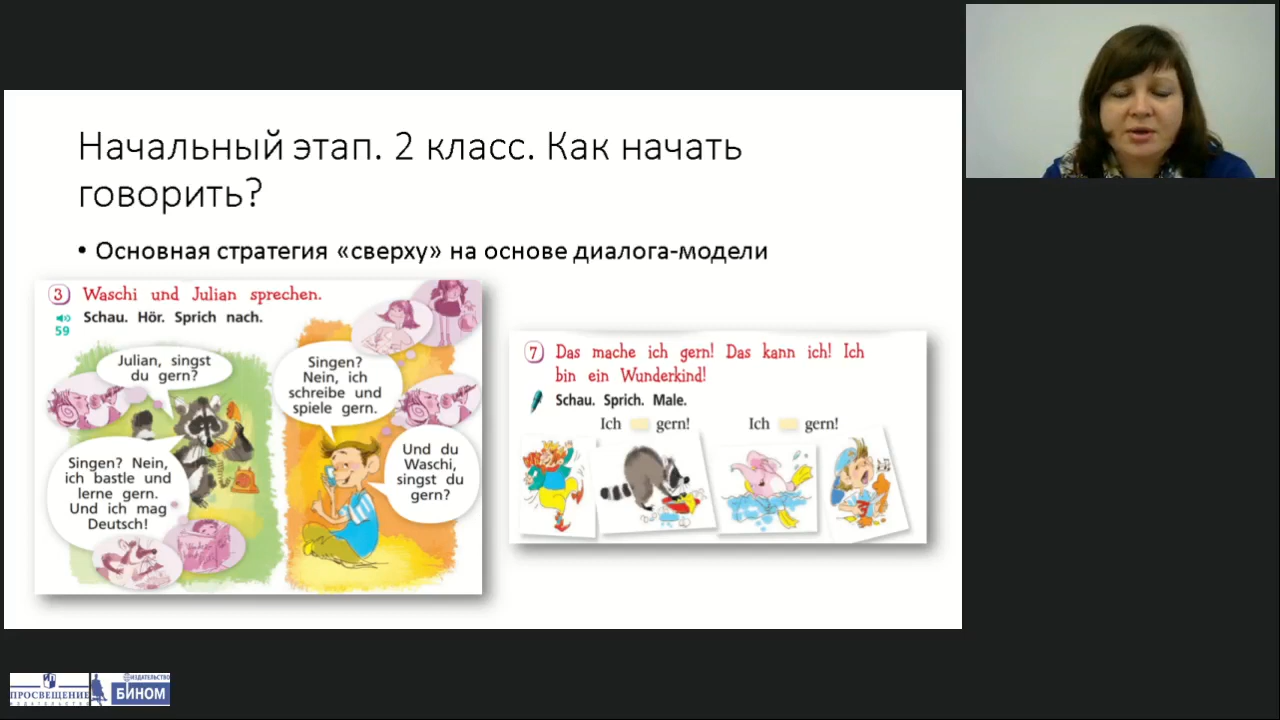 Начальный этап. 2 класс. Как начать
говорить?
• Основная стратегия «сверху» на основе диалога-модели
3 Waschi und Julian sprechen.
Schau. Hör. Sprich nach.
59
Julian, singst
du gern?
Singen?
Nein, ich
schreibe und
spiele gern.
Und du
Waschi,
singst du
gern?
Singen? Nein,
ich bastle und
lerne gern.
Und ich mag
Deutsch!
7 Das mache ich gern! Das kann ich! Ich
bin ein Wunderkind!
Schau. Sprich. Male.
Ich gern! Ich gern!
ПРОСВЕЩЕНИЕ
ИЗДАТЕЛЬСТВО
ИЗДАТЕЛЬСТВО
БИНОМ